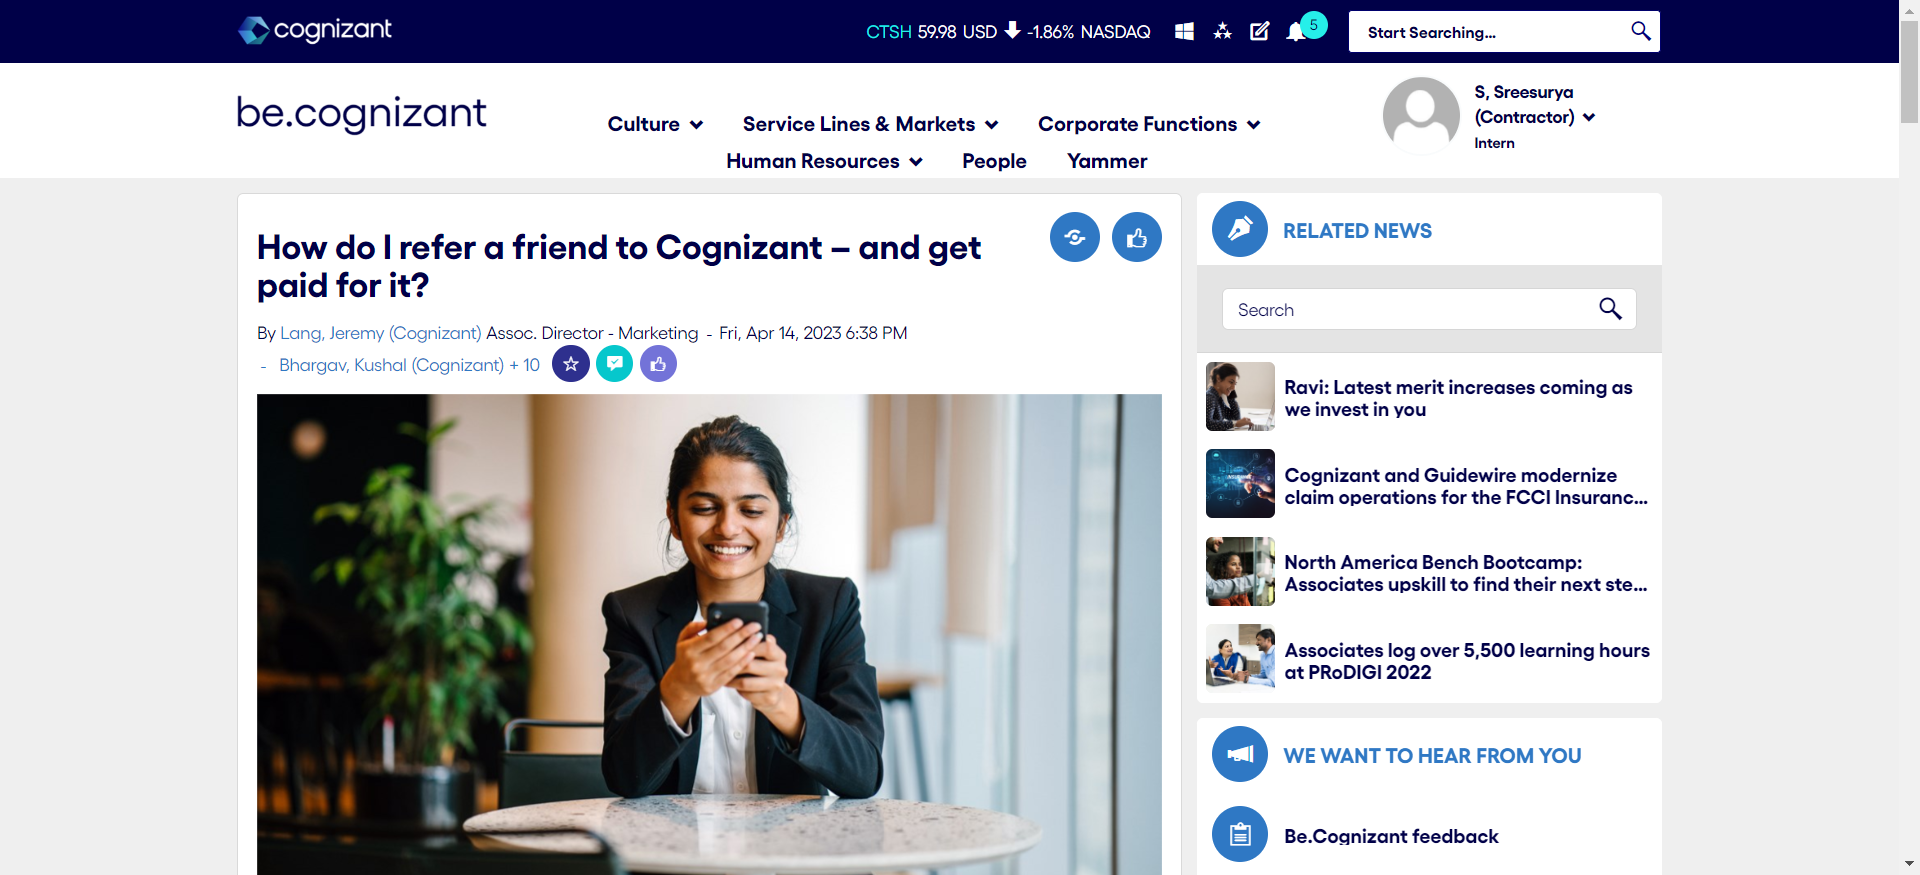 cognizant
CTSH 59.98 USD -1.86% NASDAQ
5
Start Searching...
be.cognizant
Culture
Service Lines & Markets
Corporate Functions
Human Resources
People
Yammer
S, Sreesurya
(Contractor)
Intern
How do I refer a friend to Cognizant – and get
paid for it?
By Lang, Jeremy (Cognizant) Assoc. Director - Marketing - Fri, Apr 14, 2023 6:38 PM
- Bhargav, Kushal (Cognizant) + 10
RELATED NEWS
Search
Ravi: Latest merit increases coming as
we invest in you
Cognizant and Guidewire modernize
claim operations for the FCCI Insuranc...
North America Bench Bootcamp:
Associates upskill to find their next ste...
Associates log over 5,500 learning hours
at PRoDIGI 2022
WE WANT TO HEAR FROM YOU
Be.Cognizant feedback